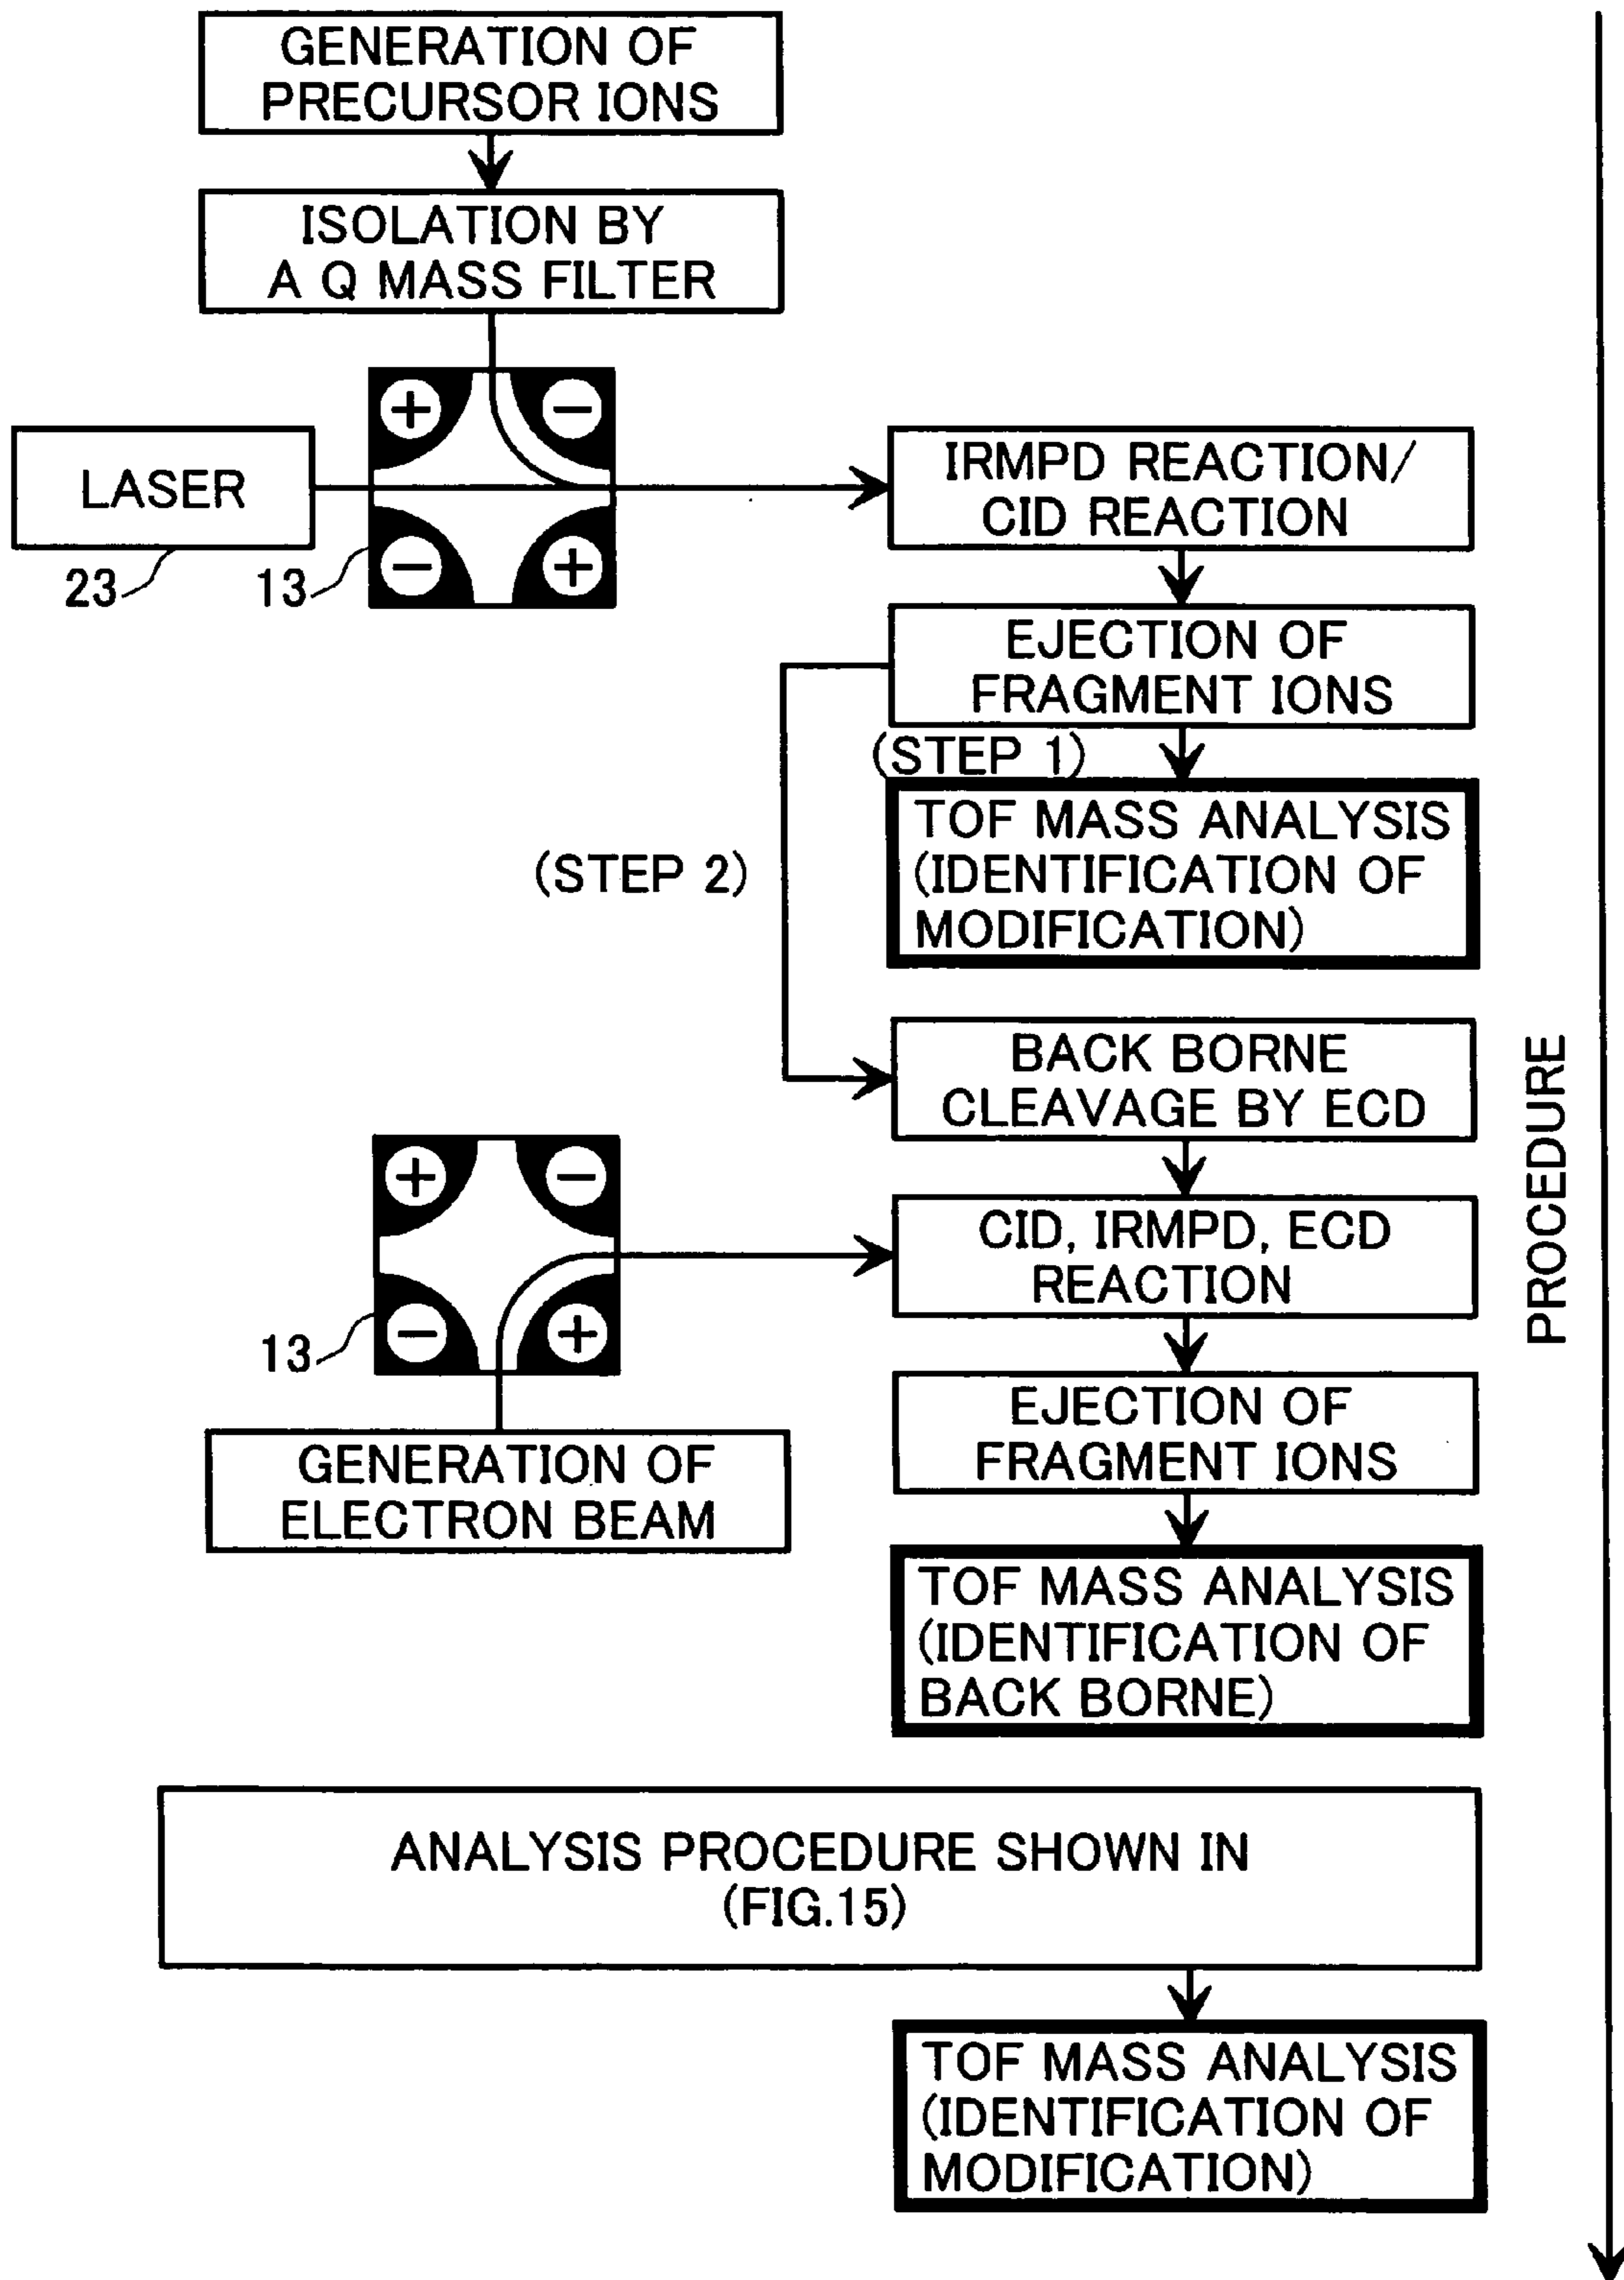 GENERATION OF
PRECURSOR IONS
ISOLATION BY
A Q MASS FILTER
+
−
LASER
−
+
23
13
IRMPD REACTION/
CID REACTION
EJECTION OF
FRAGMENT IONS
(STEP 1)
TOF MASS ANALYSIS
(IDENTIFICATION OF
MODIFICATION)
(STEP 2)
BACK BORNE
CLEAVAGE BY ECD
+
−
−
+
13
CID, IRMPD, ECD
REACTION
GENERATION OF
ELECTRON BEAM
EJECTION OF
FRAGMENT IONS
TOF MASS ANALYSIS
(IDENTIFICATION OF
BACK BORNE)
PROCEDURE
ANALYSIS PROCEDURE SHOWN IN
(FIG.15)
TOF MASS ANALYSIS
(IDENTIFICATION OF
MODIFICATION)